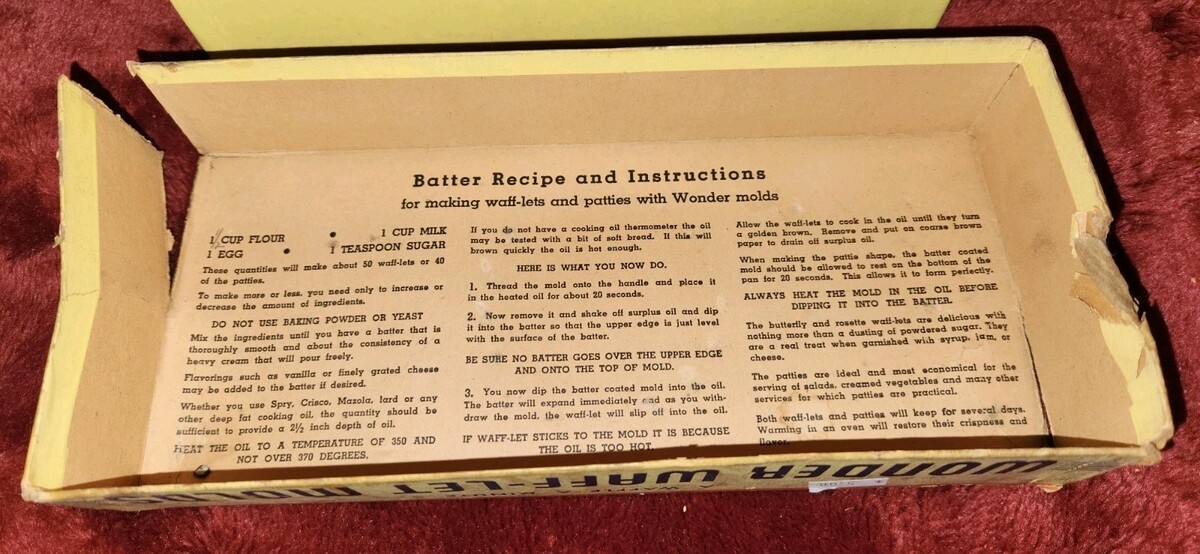 Batter Recipe and Instructions
for making waff-lets and patties with Wonder molds
1 CUP FLOUR • 1 CUP MILK
1 EGG • 1 TEASPOON SUGAR
These quantities will make about 50 waff-lets or 40
of the patties.
To make more or less, you need only to increase or
decrease the amount of ingredients.
DO NOT USE BAKING POWDER OR YEAST
Mix the ingredients until you have a batter that is
thoroughly smooth and about the consistency of a
heavy cream that will pour freely.
Flavorings such as vanilla or finely grated cheese
may be added to the batter if desired.
Whether you use Spry, Crisco, Mazola, lard or any
other deep fat cooking oil, the quantity should be
sufficient to provide a 2½ inch depth of oil.
HEAT THE OIL TO A TEMPERATURE OF 350 AND
NOT OVER 370 DEGREES.
If you do not have a cooking oil thermometer the oil
may be tested with a bit of soft bread. If this will
brown quickly the oil is hot enough.
HERE IS WHAT YOU NOW DO.
1. Thread the mold onto the handle and place it
in the heated oil for about 20 seconds.
2. Now remove it and shake off surplus oil and dip
it into the batter so that the upper edge is just level
with the surface of the batter.
BE SURE NO BATTER GOES OVER THE UPPER EDGE
AND ONTO THE TOP OF MOLD.
3. You now dip the batter coated mold into the oil.
The batter will expand immediately and as you with-
draw the mold, the waff-let will slip off into the oil.
IF WAFF-LET STICKS TO THE MOLD IT IS BECAUSE
THE OIL IS TOO HOT.
Allow the waff-lets to cook in the oil until they turn
a golden brown. Remove and put on coarse brown
paper to drain off surplus oil.
When making the pattie shape, the batter coated
mold should be allowed to rest on the bottom of the
pan for 20 seconds. This allows it to form perfectly.
ALWAYS HEAT THE MOLD IN THE OIL BEFORE
DIPPING IT INTO THE BATTER.
The butterfly and rosette waff-lets are delicious with
nothing more than a dusting of powdered sugar. They
are a real treat when garnished with syrup, jam, or
cheese.
The patties are ideal and most economical for the
serving of salads, creamed vegetables and many other
services for which patties are practical.
Both waff-lets and patties will keep for several days.
Warming in an oven will restore their crispness and
flavor.
WONDER WAFF-LET MOLDS